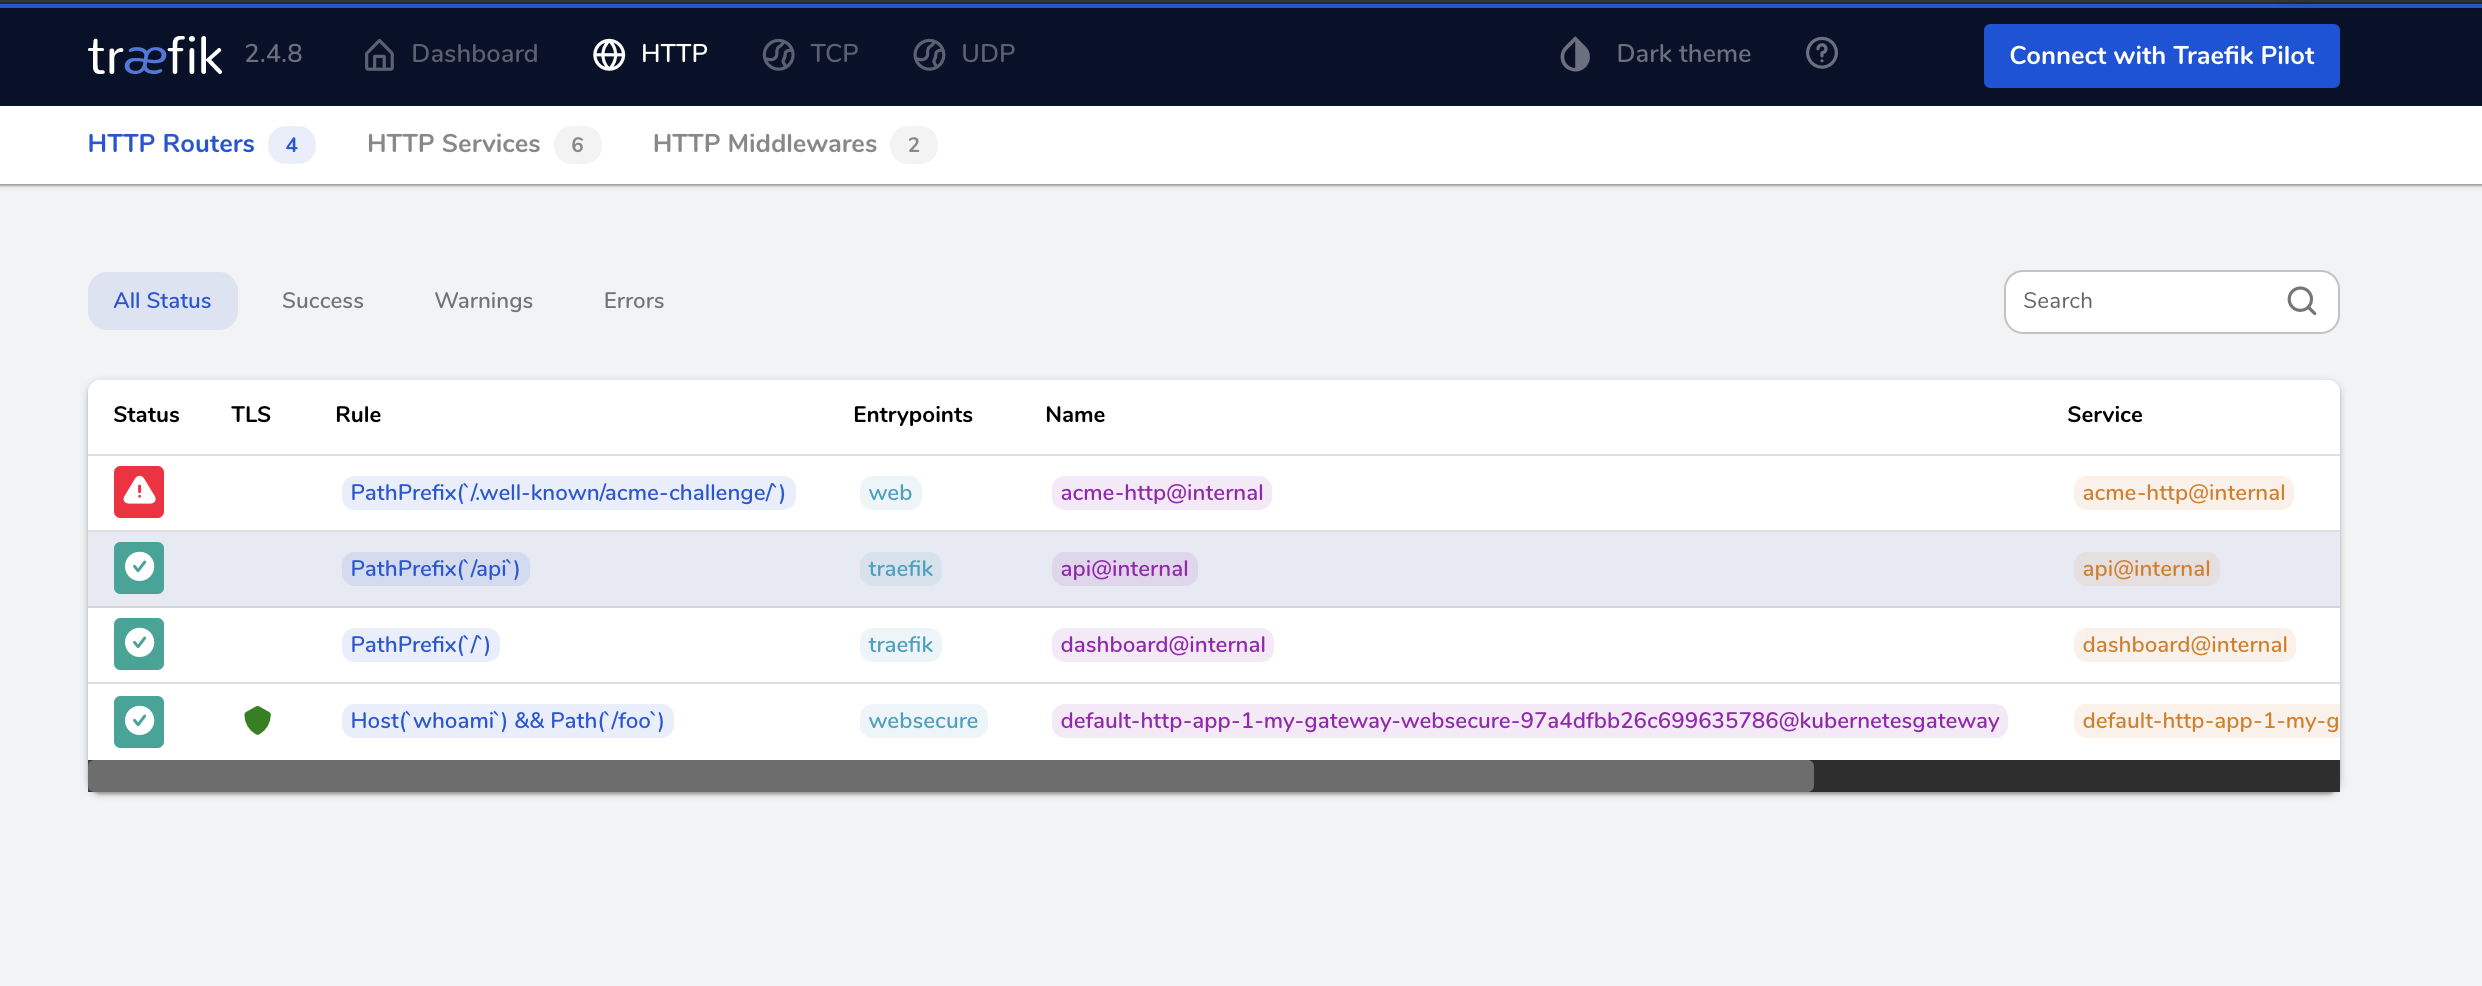 træfik 2.4.8 Dashboard HTTP TCP UDP Dark theme Connect with Traefik Pilot
HTTP Routers 4 HTTP Services 6 HTTP Middlewares 2
All Status Success Warnings Errors Search
Status TLS Rule Entrypoints Name Service
PathPrefix(`/.well-known/acme-challenge/`) web acme-http@internal acme-http@internal
PathPrefix(`/api`) traefik api@internal api@internal
PathPrefix(`/`) traefik dashboard@internal dashboard@internal
Host(`whoami`) && Path(`/foo`) websecure default-http-app-1-my-gateway-websecure-97a4dfbb26c699635786@kubernetesgateway default-http-app-1-my-g